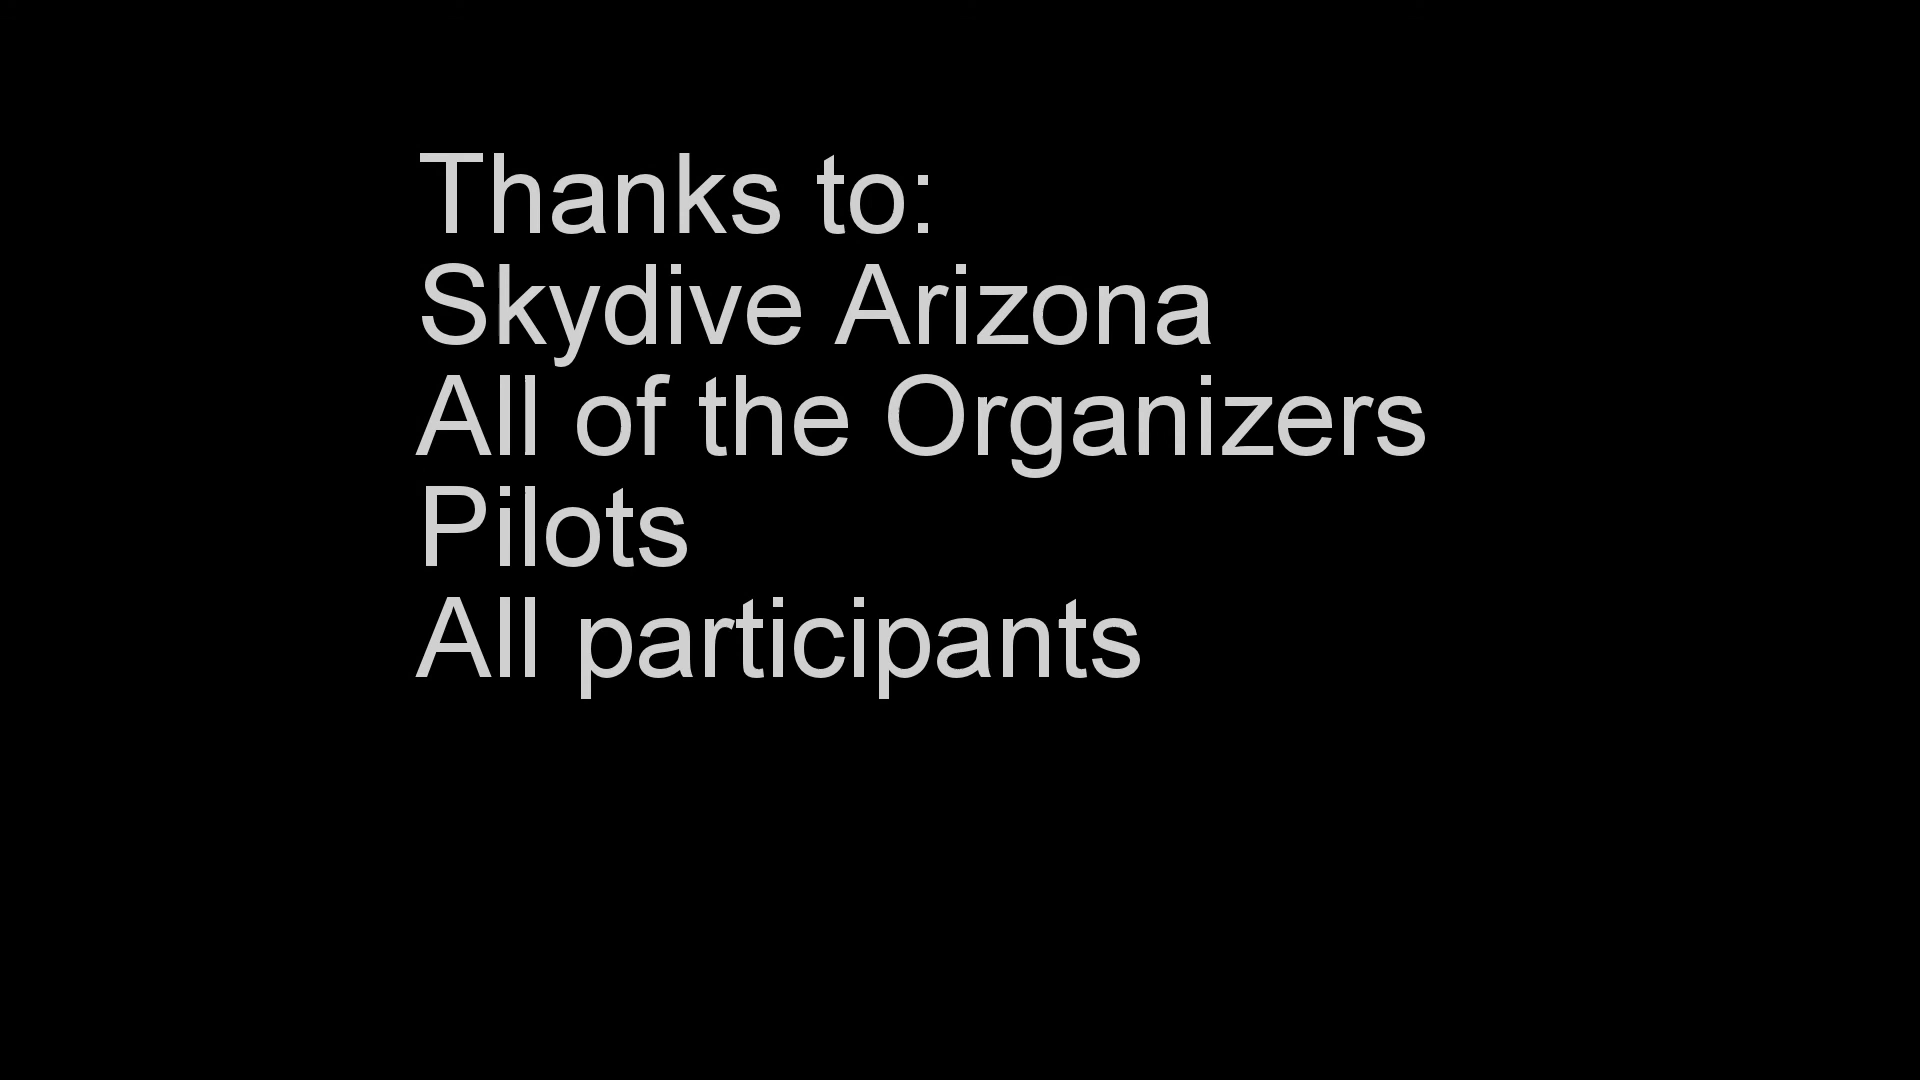 Thanks to:
Skydive Arizona
All of the Organizers
Pilots
All participants